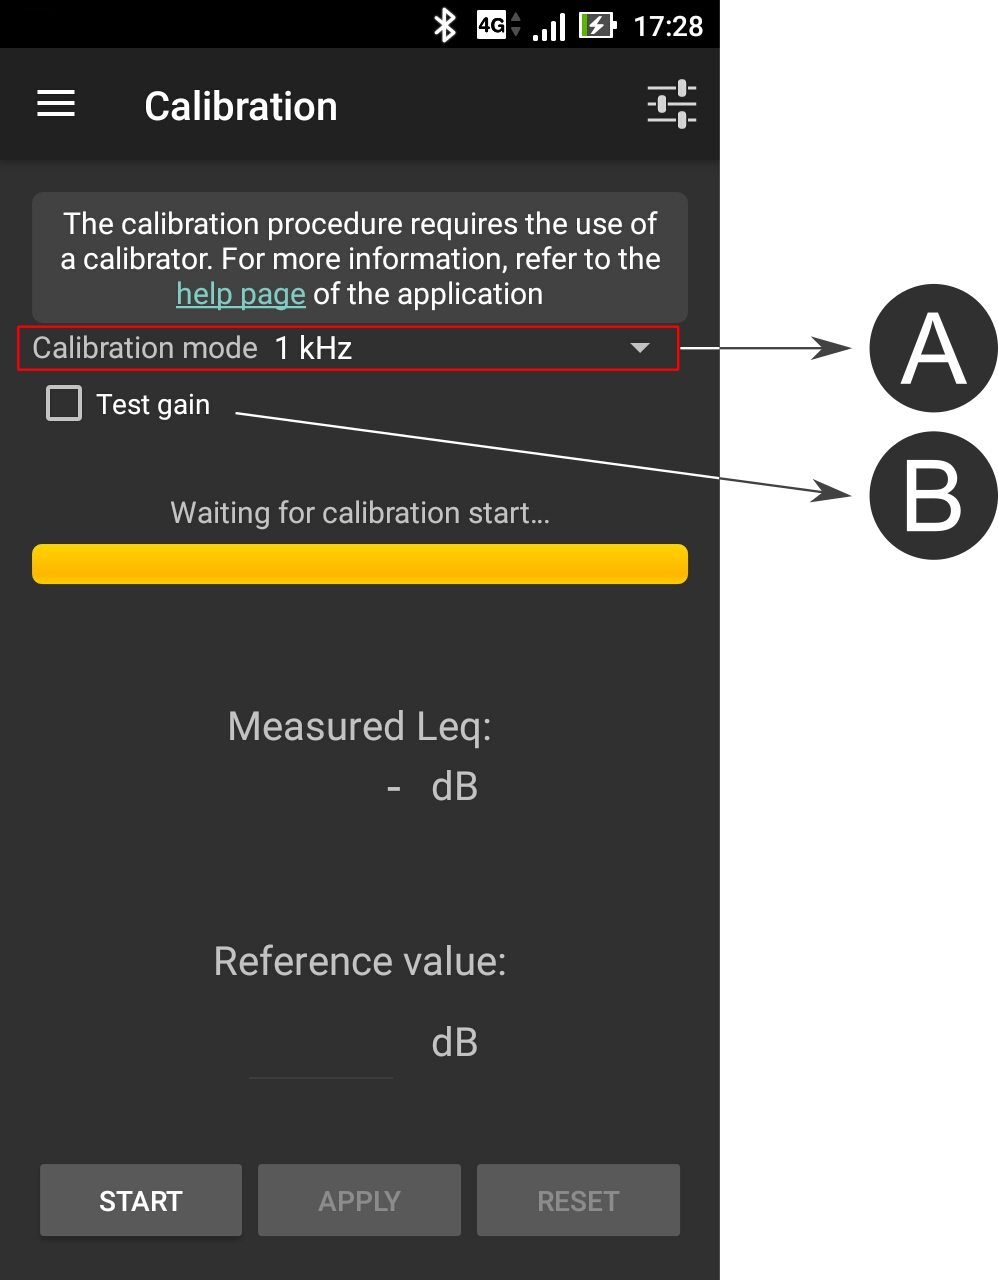 4G 17:28
Calibration
The calibration procedure requires the use of
a calibrator. For more information, refer to the
help page of the application
Calibration mode 1 kHz
A
Test gain
B
Waiting for calibration start...
Measured Leq:
- dB
Reference value:
dB
START APPLY RESET